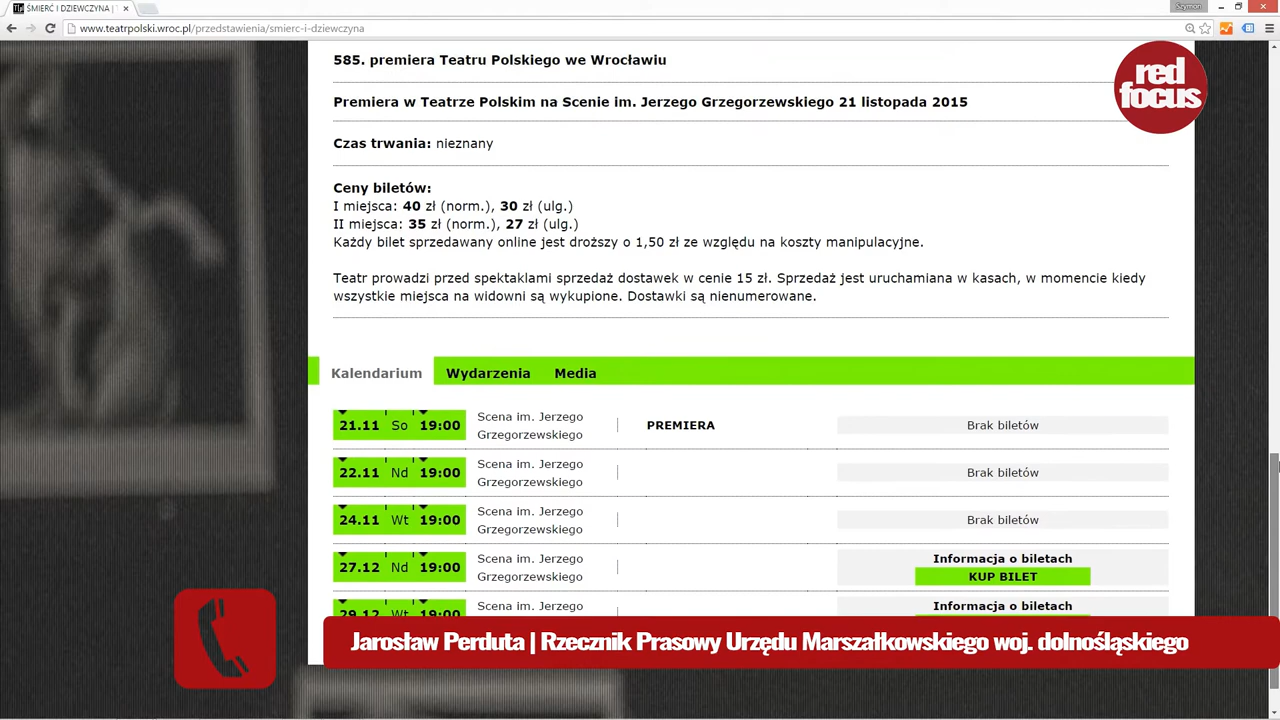 ŚMIERĆ I DZIEWCZYNA |
Szymon
www.teatrpolski.wroc.pl/przedstawienia/smierc-i-dziewczyna
red
focus
585. premiera Teatru Polskiego we Wrocławiu
Premiera w Teatrze Polskim na Scenie im. Jerzego Grzegorzewskiego 21 listopada 2015
Czas trwania: nieznany
Ceny biletów:
I miejsca: 40 zł (norm.), 30 zł (ulg.)
II miejsca: 35 zł (norm.), 27 zł (ulg.)
Każdy bilet sprzedawany online jest droższy o 1,50 zł ze względu na koszty manipulacyjne.
Teatr prowadzi przed spektaklami sprzedaż dostawek w cenie 15 zł. Sprzedaż jest uruchamiana w kasach, w momencie kiedy
wszystkie miejsca na widowni są wykupione. Dostawki są nienumerowane.
Kalendarium Wydarzenia Media
21.11 So 19:00 Scena im. Jerzego
Grzegorzewskiego PREMIERA Brak biletów
22.11 Nd 19:00 Scena im. Jerzego
Grzegorzewskiego Brak biletów
24.11 Wt 19:00 Scena im. Jerzego
Grzegorzewskiego Brak biletów
27.12 Nd 19:00 Scena im. Jerzego
Grzegorzewskiego Informacja o biletach
KUP BILET
29.12 Wt 19:00 Scena im. Jerzego Informacja o biletach
Jarosław Perduta | Rzecznik Prasowy Urzędu Marszałkowskiego woj. dolnośląskiego